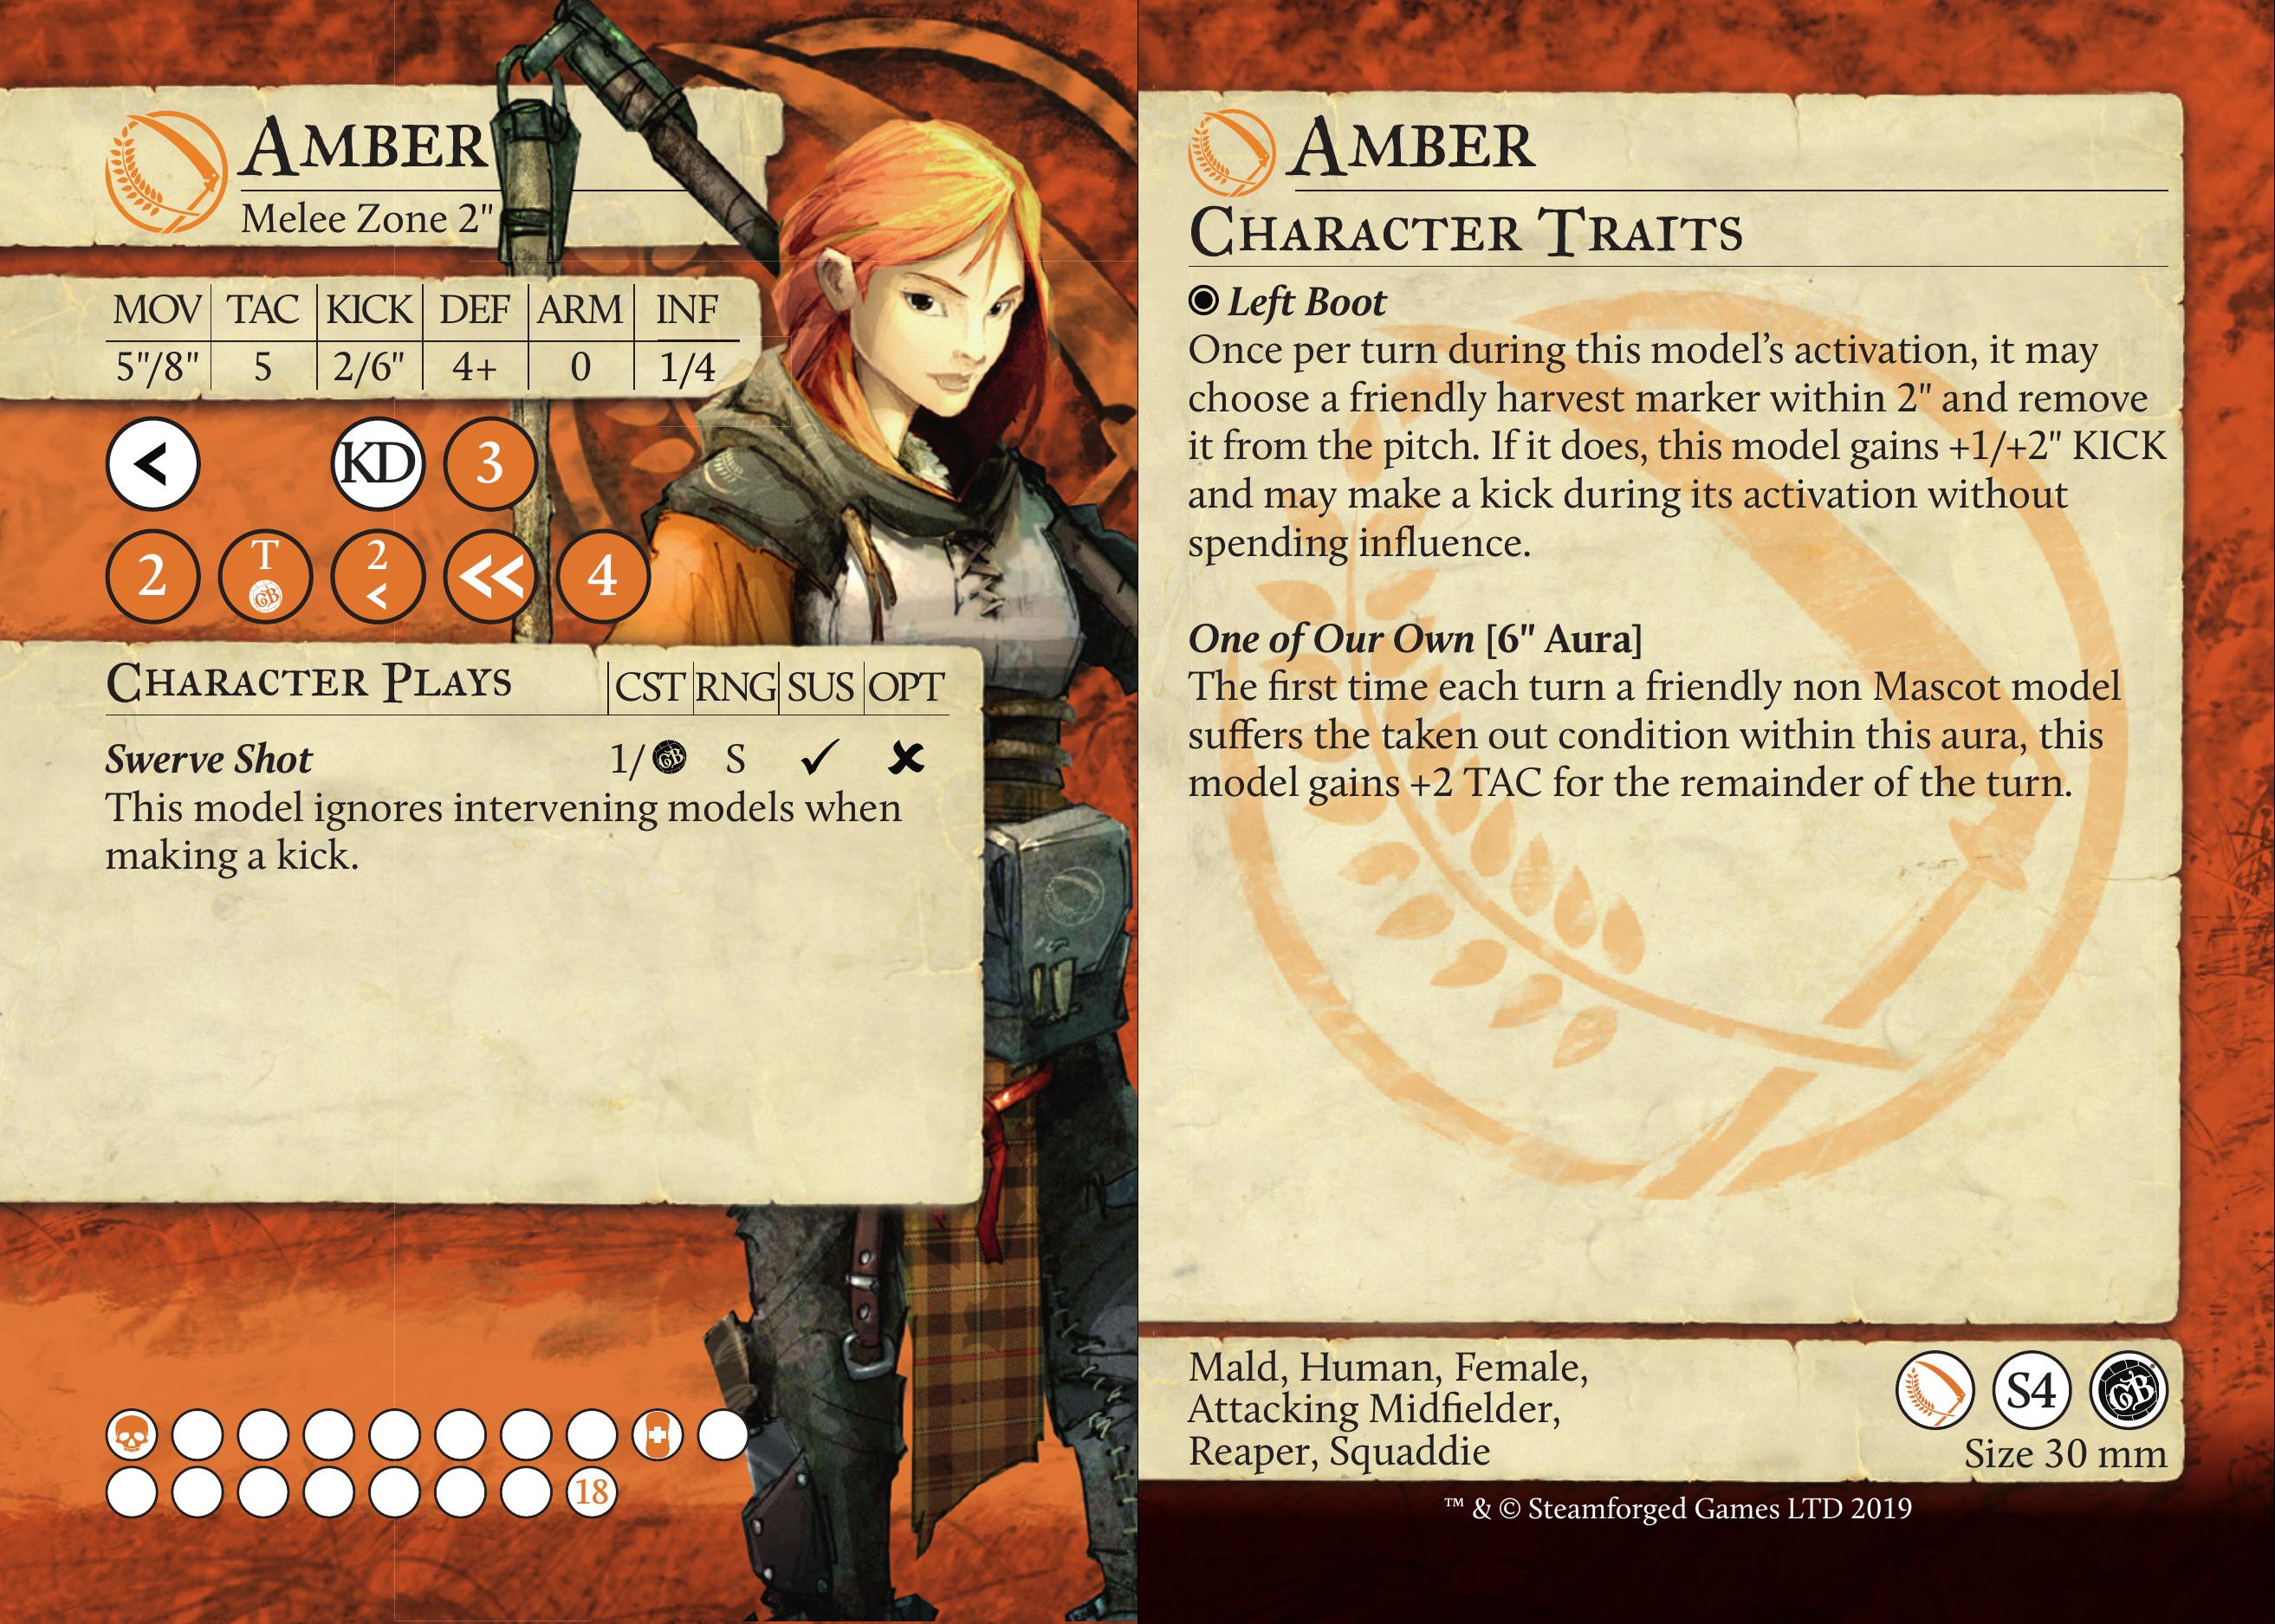 AMBER
Melee Zone 2"
MOV TAC KICK DEF ARM INF
5"/8" 5 2/6" 4+ 0 1/4
< KD 3
2 T GB 2 < << 4
CHARACTER PLAYS CST RNG SUS OPT
Swerve Shot 1/GB S ✓ ✘
This model ignores intervening models when
making a kick.
18
AMBER
CHARACTER TRAITS
Left Boot
Once per turn during this model’s activation, it may
choose a friendly harvest marker within 2" and remove
it from the pitch. If it does, this model gains +1/+2" KICK
and may make a kick during its activation without
spending influence.
One of Our Own [6" Aura]
The first time each turn a friendly non Mascot model
suffers the taken out condition within this aura, this
model gains +2 TAC for the remainder of the turn.
Mald, Human, Female,
Attacking Midfielder,
Reaper, Squaddie
S4 GB
Size 30 mm
™ & © Steamforged Games LTD 2019